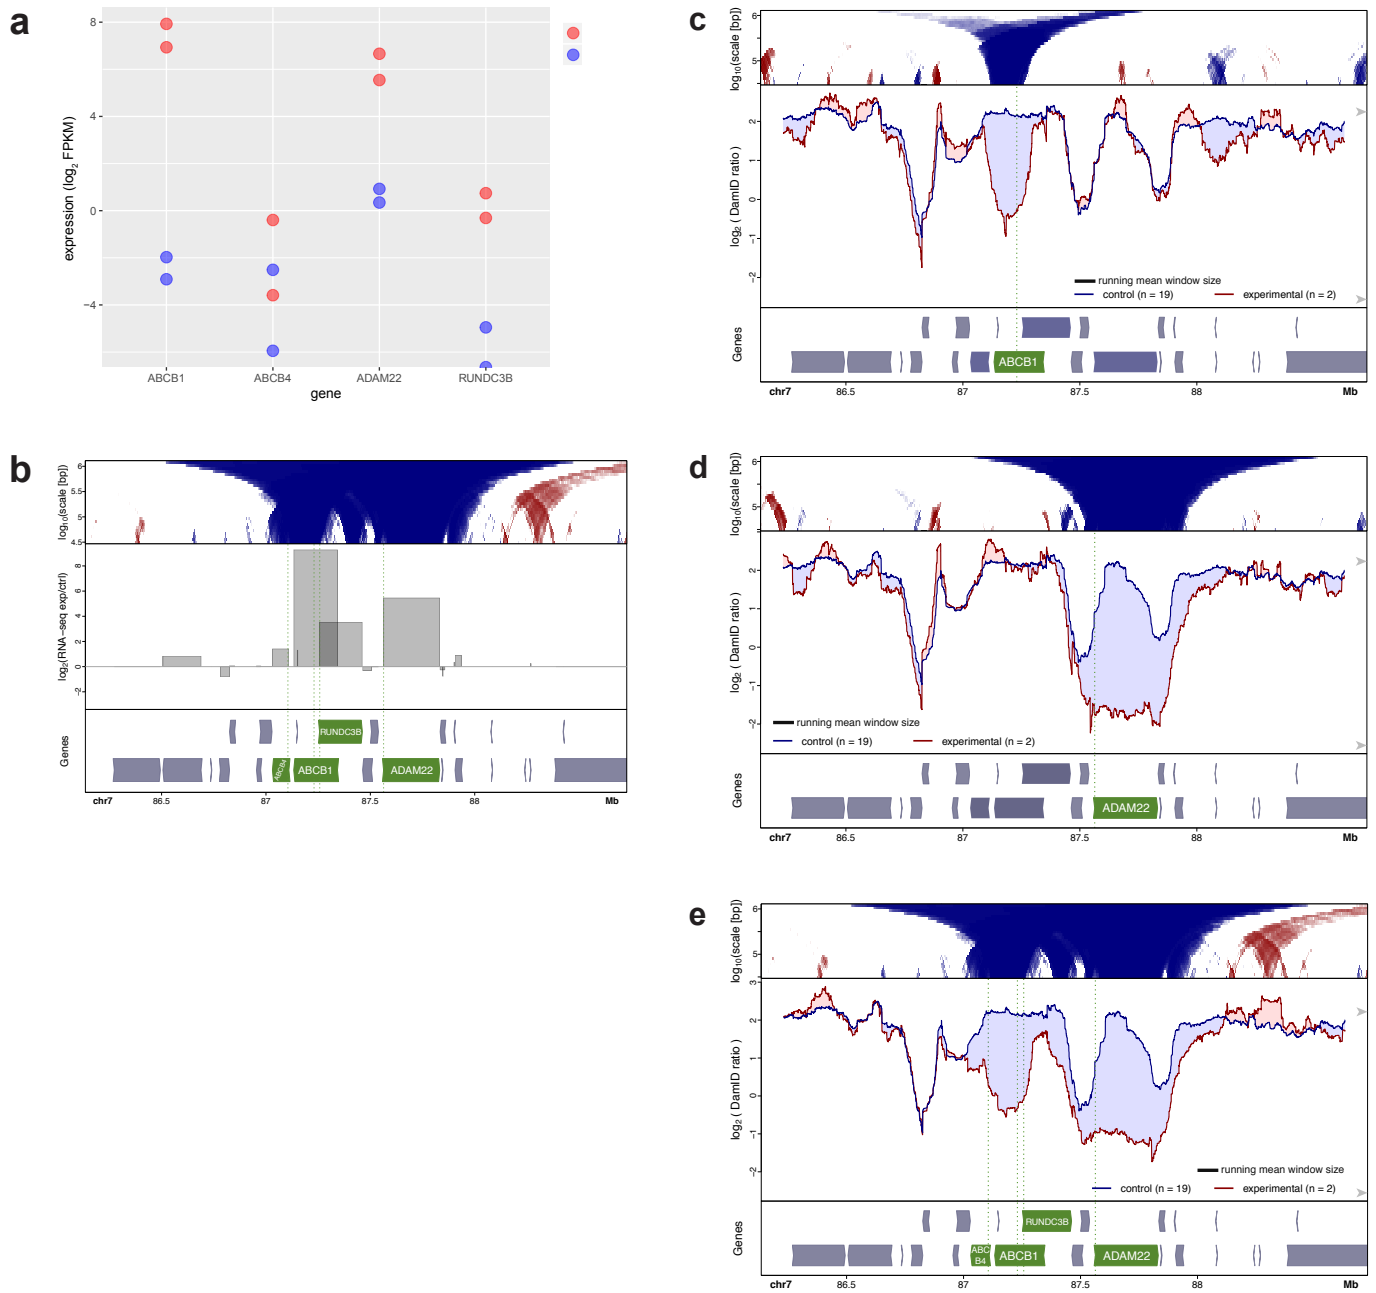 a
8
4
0
−4
expression (log2 FPKM)
ABCB1
ABCB4
ADAM22
RUNDC3B
gene
b
log10(scale [bp])
6
5.5
5
4.5
log2(RNA−seq exp/ctrl)
8
6
4
2
0
−2
Genes
RUNDC3B
ABCB4
ABCB1
ADAM22
chr7
86.5
87
87.5
88
Mb
c
log10(scale [bp])
6
5
log2 ( DamID ratio )
2
1
0
−1
−2
running mean window size
control (n = 19)
experimental (n = 2)
Genes
ABCB1
chr7
86.5
87
87.5
88
Mb
d
log10(scale [bp])
6
5
log2 ( DamID ratio )
2
1
0
−1
−2
running mean window size
control (n = 19)
experimental (n = 2)
Genes
ADAM22
chr7
86.5
87
87.5
88
Mb
e
log10(scale [bp])
6
5
log2 ( DamID ratio )
3
2
1
0
−1
−2
running mean window size
control (n = 19)
experimental (n = 2)
Genes
RUNDC3B
ABC
B4
ABCB1
ADAM22
chr7
86.5
87
87.5
88
Mb